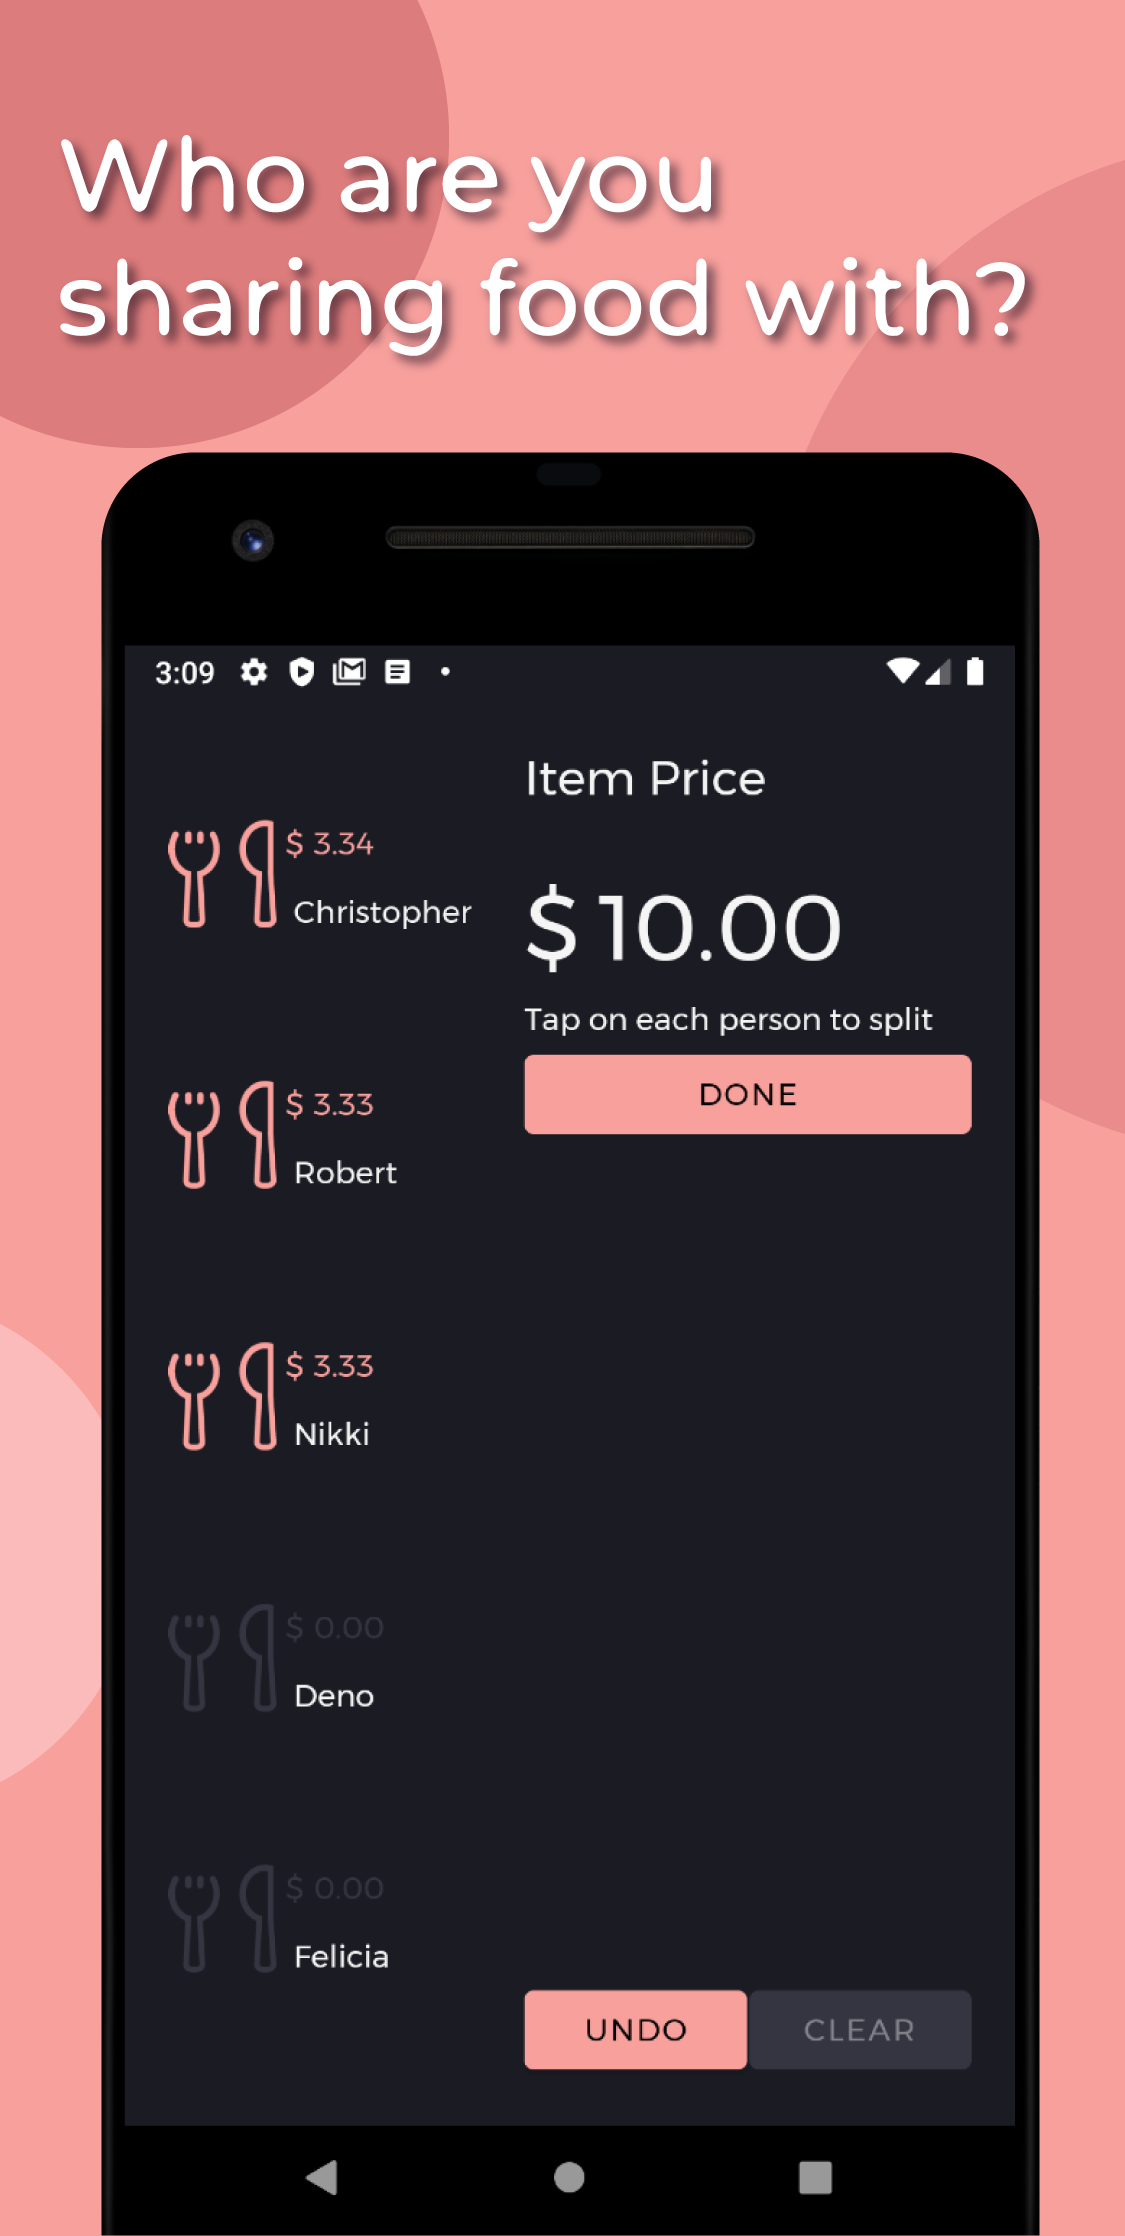 Who are you
sharing food with?
3:09
Item Price
$ 3.34
Christopher
$ 10.00
Tap on each person to split
DONE
$ 3.33
Robert
$ 3.33
Nikki
$ 0.00
Deno
$ 0.00
Felicia
UNDO
CLEAR